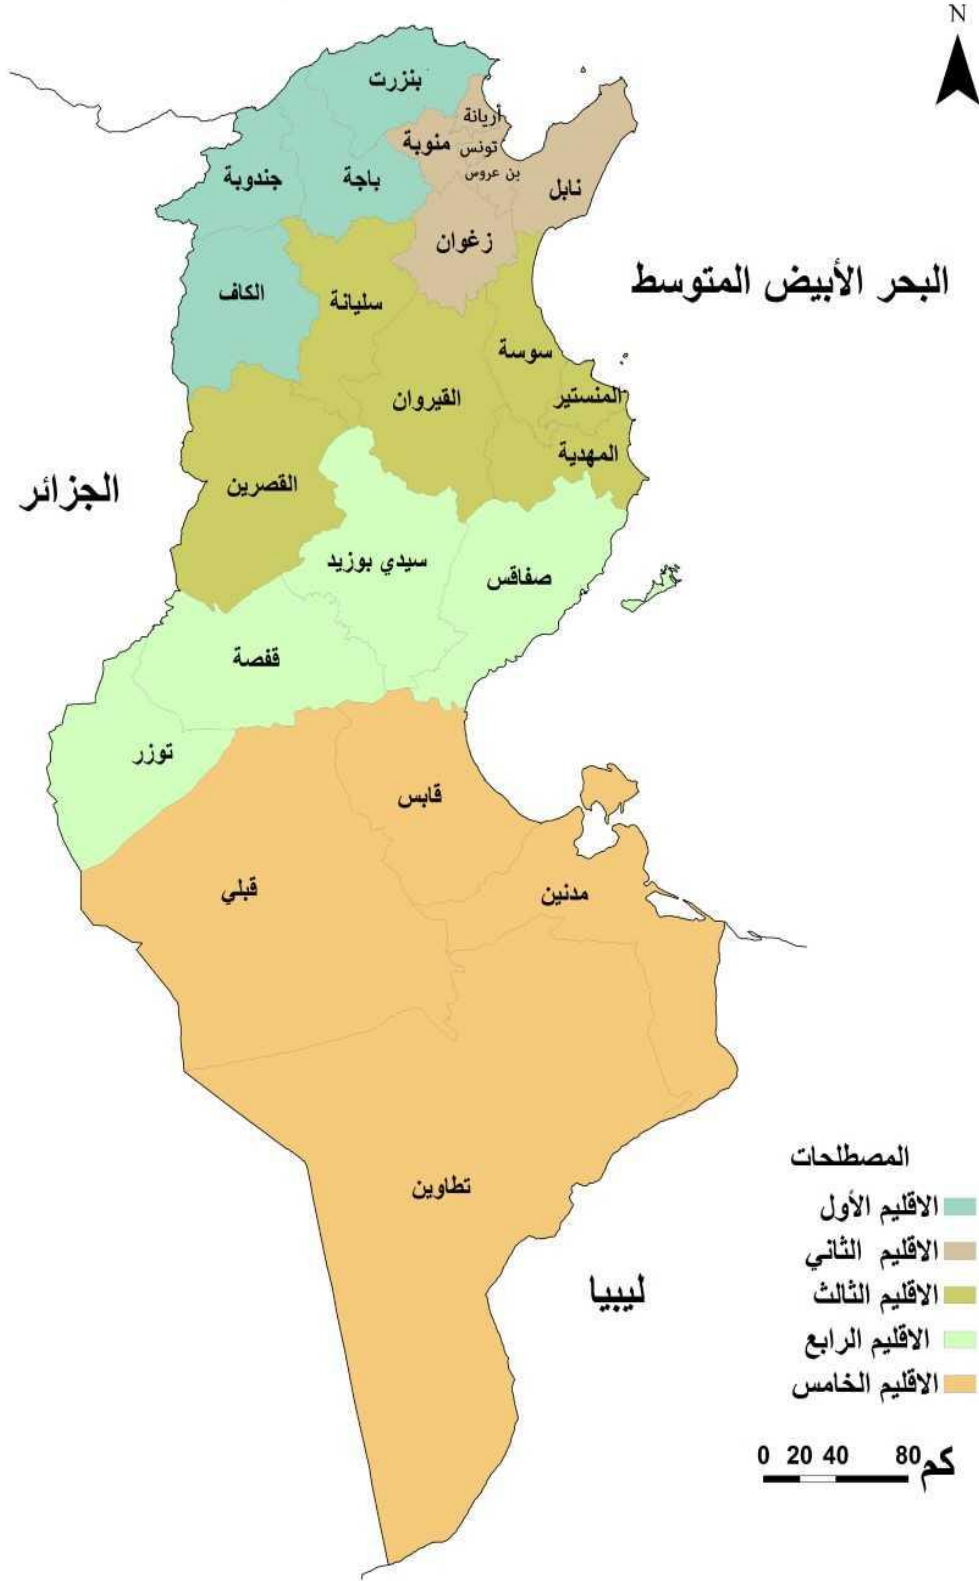 N
بنزرت
أريانة
منوبة
تونس
بن عروس
جندوبة
باجة
نابل
زغوان
الكاف
سليانة
البحر الأبيض المتوسط
سوسة
القيروان
المنستير
المهدية
القصرين
الجزائر
سيدي بوزيد
صفاقس
قفصة
توزر
قابس
قبلي
مدنين
تطاوين
ليبيا
المصطلحات
الاقليم الأول
الاقليم الثاني
الاقليم الثالث
الاقليم الرابع
الاقليم الخامس
0 20 40 80 كم